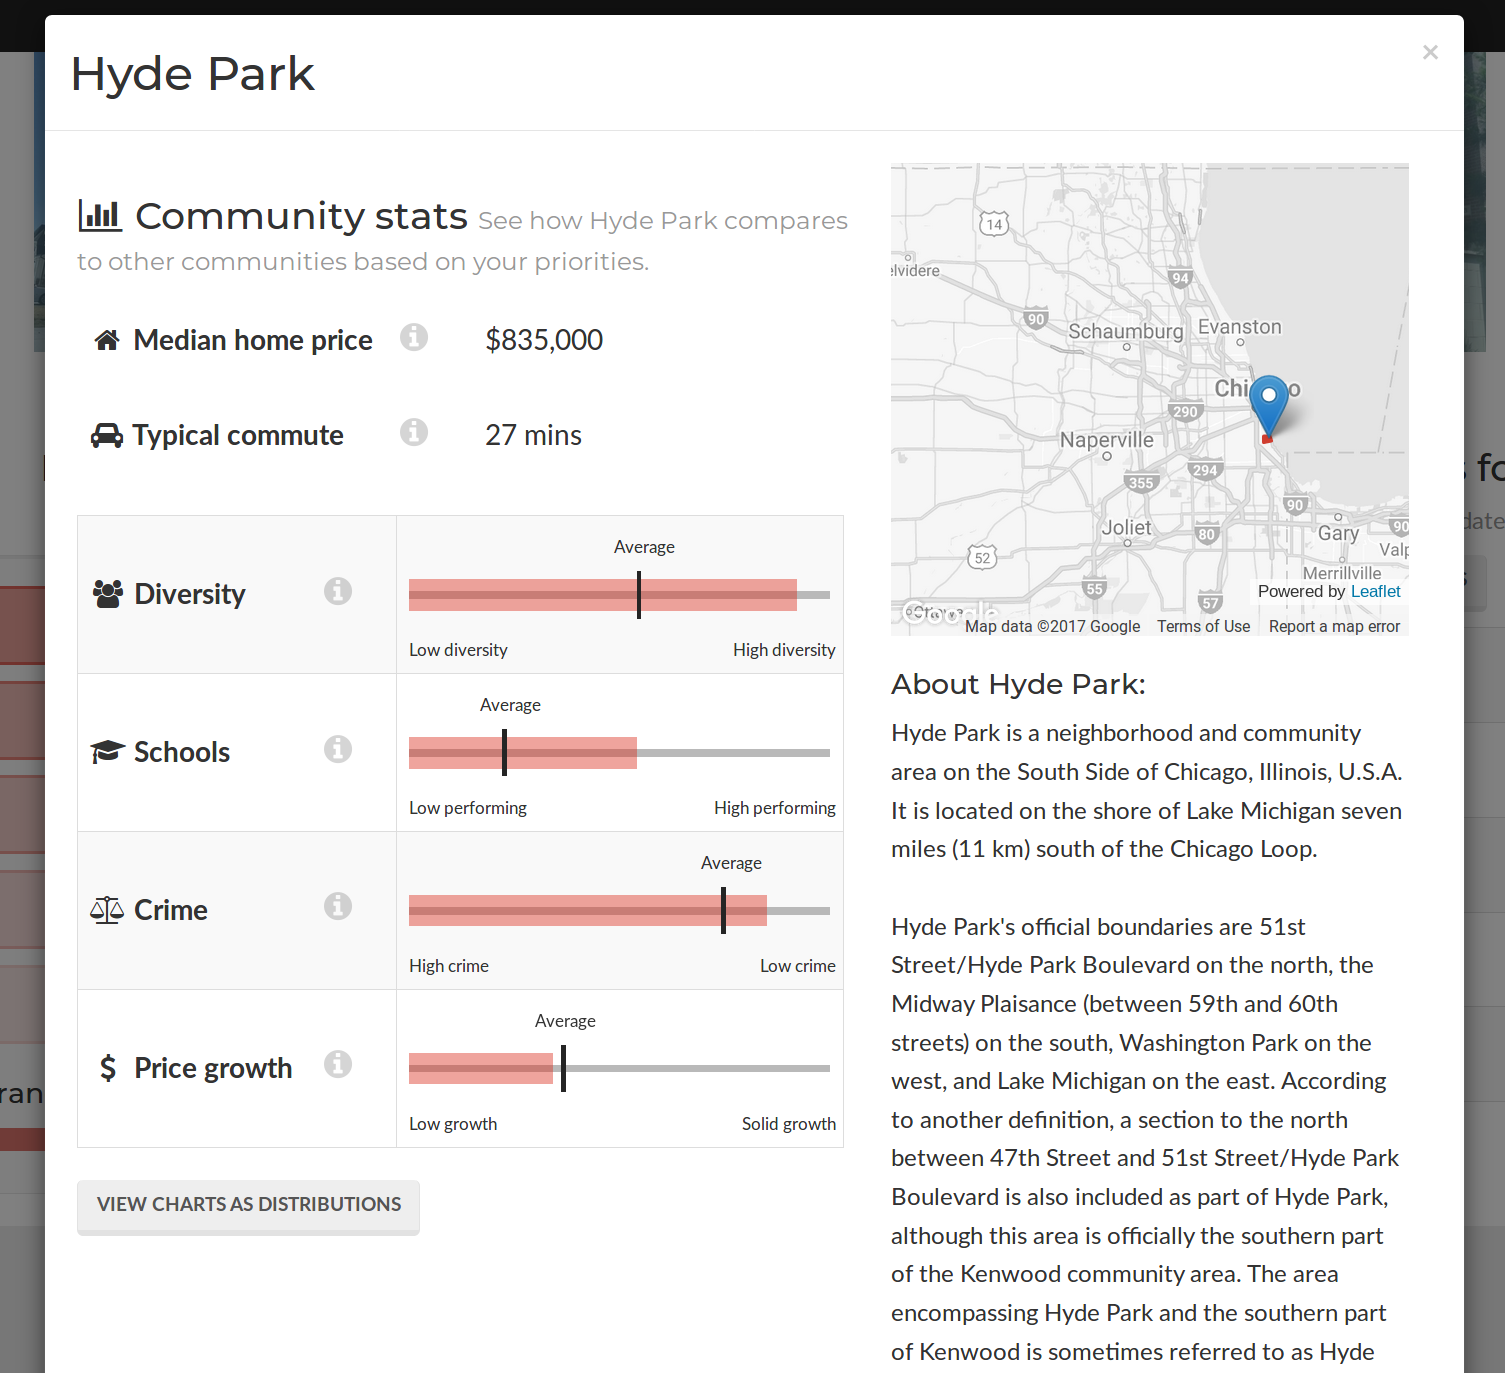 Hyde Park
×
Community stats See how Hyde Park compares
to other communities based on your priorities.
Median home price
$835,000
Typical commute
27 mins
Average
Diversity
Low diversity
High diversity
Average
Schools
Low performing
High performing
Average
Crime
High crime
Low crime
Average
Price growth
Low growth
Solid growth
VIEW CHARTS AS DISTRIBUTIONS
14
elvidere
94
90
Schaumburg
Evanston
290
Naperville
294
355
90
Joliet
80
Gary
90
52
Valp
Merrillville
55
57
Powered by Leaflet
Ottawa
Google
Map data ©2017 Google
Terms of Use
Report a map error
About Hyde Park:
Hyde Park is a neighborhood and community
area on the South Side of Chicago, Illinois, U.S.A.
It is located on the shore of Lake Michigan seven
miles (11 km) south of the Chicago Loop.
Hyde Park's official boundaries are 51st
Street/Hyde Park Boulevard on the north, the
Midway Plaisance (between 59th and 60th
streets) on the south, Washington Park on the
west, and Lake Michigan on the east. According
to another definition, a section to the north
between 47th Street and 51st Street/Hyde Park
Boulevard is also included as part of Hyde Park,
although this area is officially the southern part
of the Kenwood community area. The area
encompassing Hyde Park and the southern part
of Kenwood is sometimes referred to as Hyde